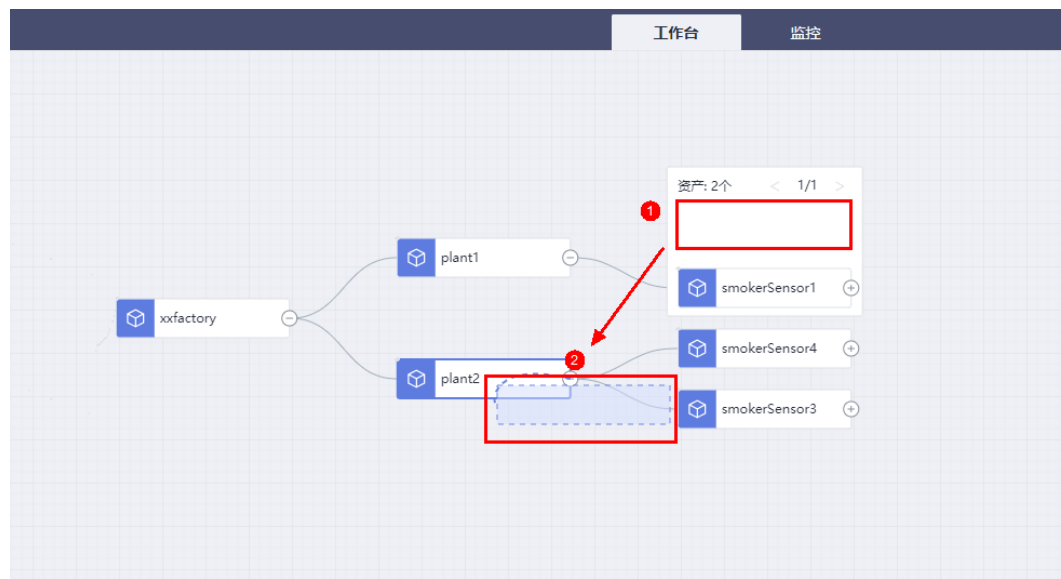 工作台
监控
资产: 2个 < 1/1 >
1
plant1
smokerSensor1
xxfactory
smokerSensor4
2
plant2
smokerSensor3